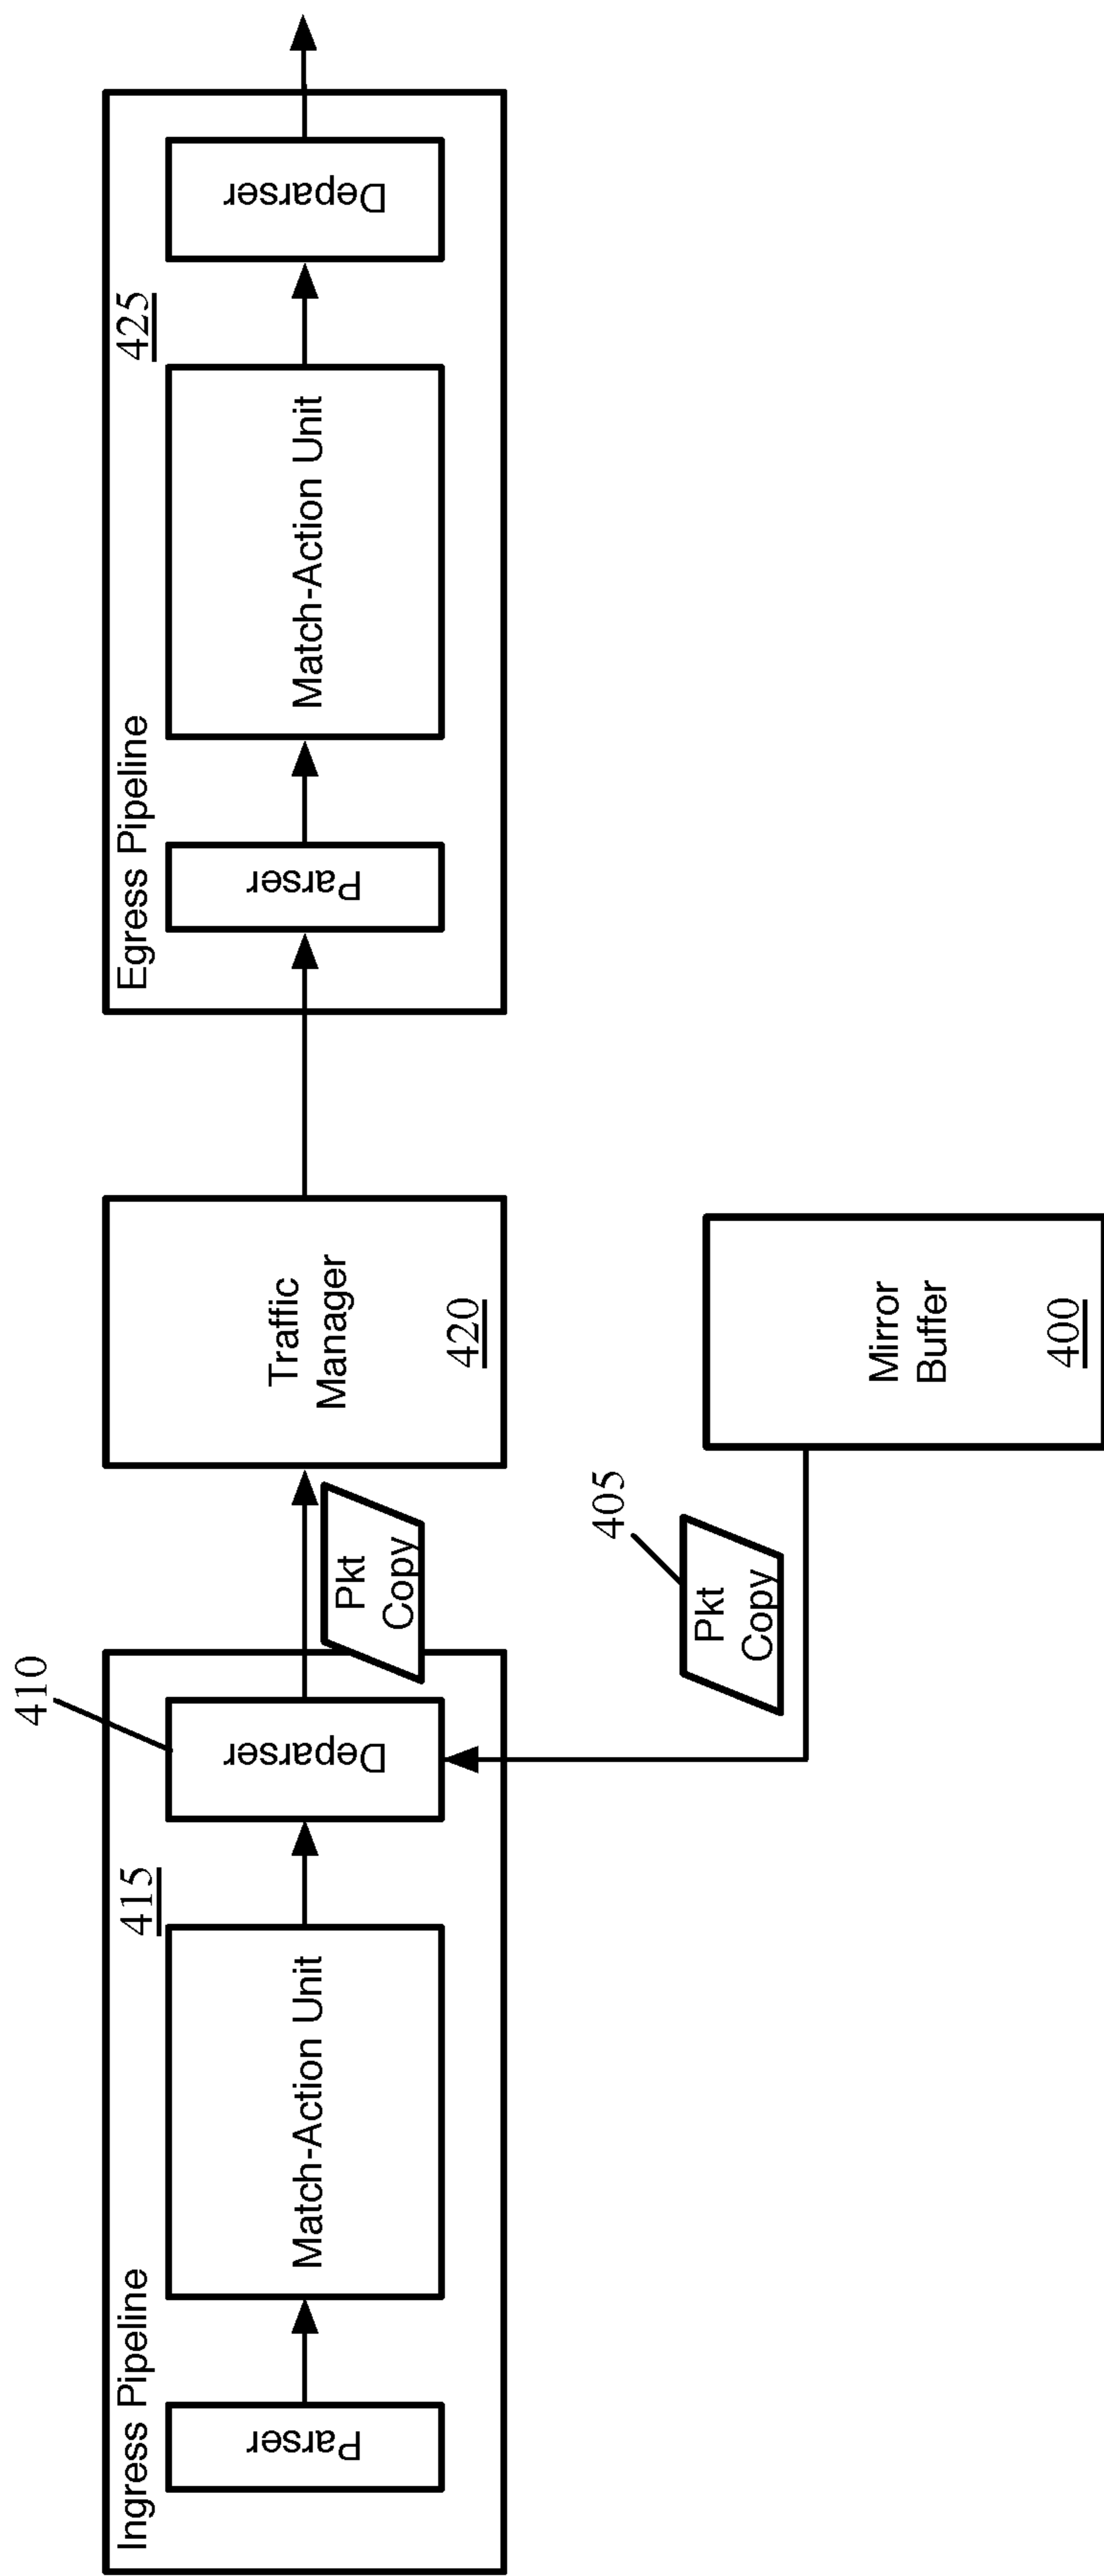 Ingress Pipeline
415
410
Parser
Match-Action Unit
Deparser
Pkt
Copy
Traffic
Manager
420
Egress Pipeline
425
Parser
Match-Action Unit
Deparser
405
Pkt
Copy
Mirror
Buffer
400